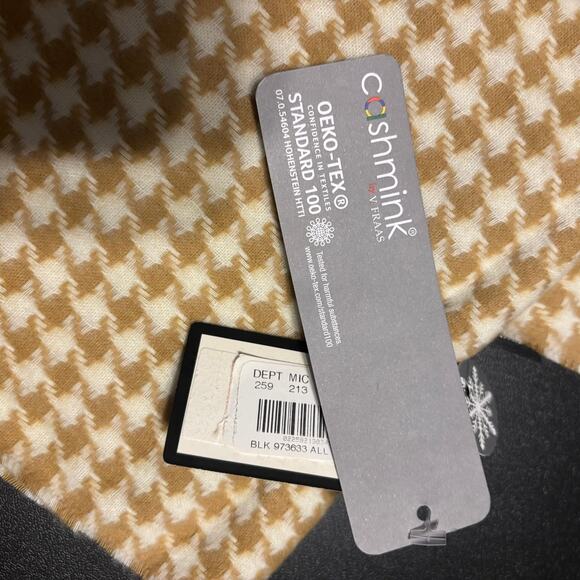 Cashmink®
by V. FRAAS
OEKO-TEX®
CONFIDENCE IN TEXTILES
STANDARD 100
07.0.54604 HOHENSTEIN HTTI
Tested for harmful substances.
www.oeko-tex.com/standard100
DEPT MIC
259 213
BLK 973633 ALL